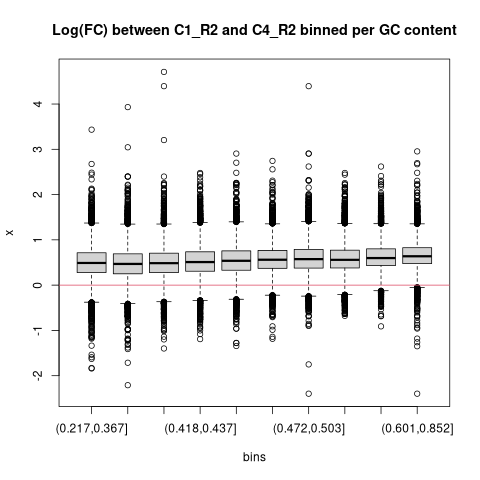 Log(FC) between C1_R2 and C4_R2 binned per GC content
x
4
3
2
1
0
-1
-2
(0.217,0.367] (0.418,0.437] (0.472,0.503] (0.601,0.852]
bins